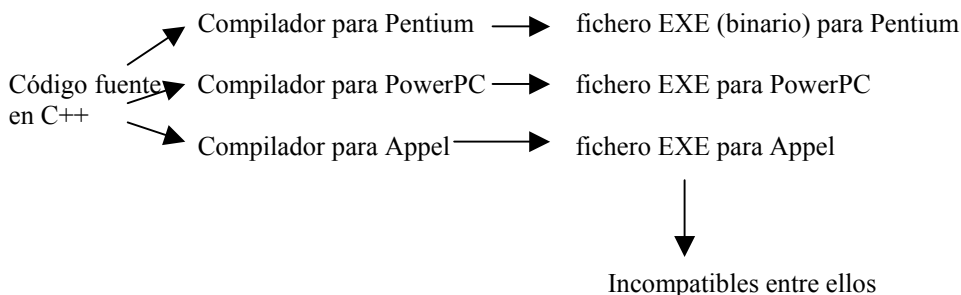 Compilador para Pentium
fichero EXE (binario) para Pentium
Código fuente
en C++
Compilador para PowerPC
fichero EXE para PowerPC
Compilador para Appel
fichero EXE para Appel
Incompatibles entre ellos